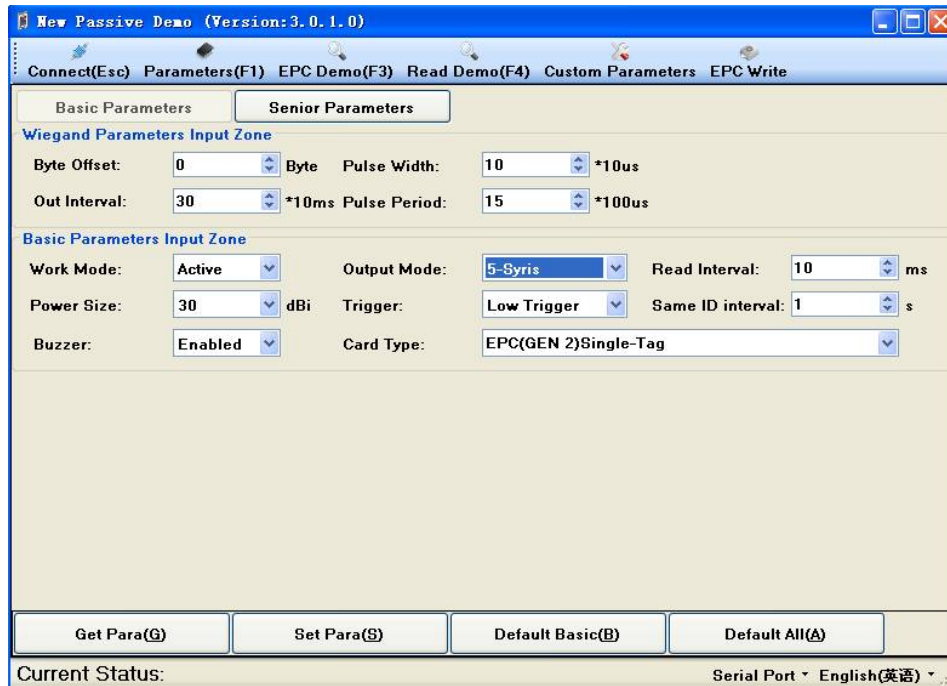 New Passive Demo (Version:3.0.1.0)
Connect(Esc) Parameters(F1) EPC Demo(F3) Read Demo(F4) Custom Parameters EPC Write
Basic Parameters Senior Parameters
Wiegand Parameters Input Zone
Byte Offset: 0 Byte Pulse Width: 10 *10us
Out Interval: 30 *10ms Pulse Period: 15 *100us
Basic Parameters Input Zone
Work Mode: Active Output Mode: 5-Syris Read Interval: 10 ms
Power Size: 30 dBi Trigger: Low Trigger Same ID interval: 1 s
Buzzer: Enabled Card Type: EPC(GEN 2)Single-Tag
Get Para(G) Set Para(S) Default Basic(B) Default All(A)
Current Status: Serial Port English(英语)